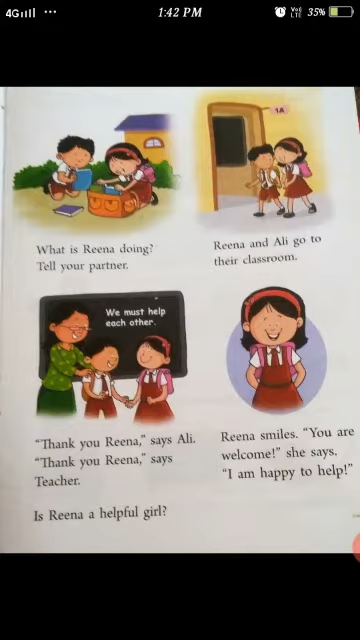 4G
1:42 PM
Vo)
LTE
35%
1A
What is Reena doing?
Tell your partner.
Reena and Ali go to
their classroom.
We must help
each other.
"Thank you Reena," says Ali.
"Thank you Reena," says
Teacher.
Reena smiles. "You are
welcome!" she says.
"I am happy to help!"
Is Reena a helpful girl?